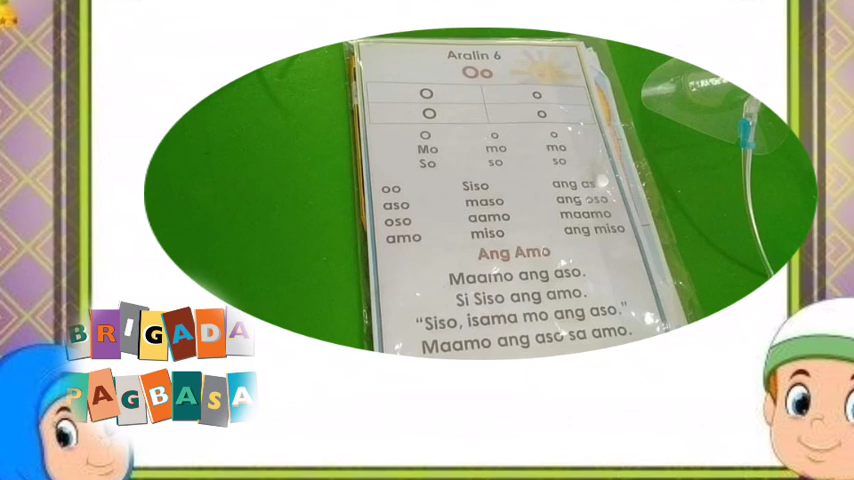 Aralin 6
Oo
O o
O o
O o o
Mo mo mo
So so so
oo Siso ang
aso maso ang oso
oso aamo maamo
amo miso ang miso
Ang Amo
Maamo ang aso.
Si Siso ang amo.
“Siso, isama mo ang aso.”
Maamo ang aso sa amo.
BRIGADA
PAGBASA